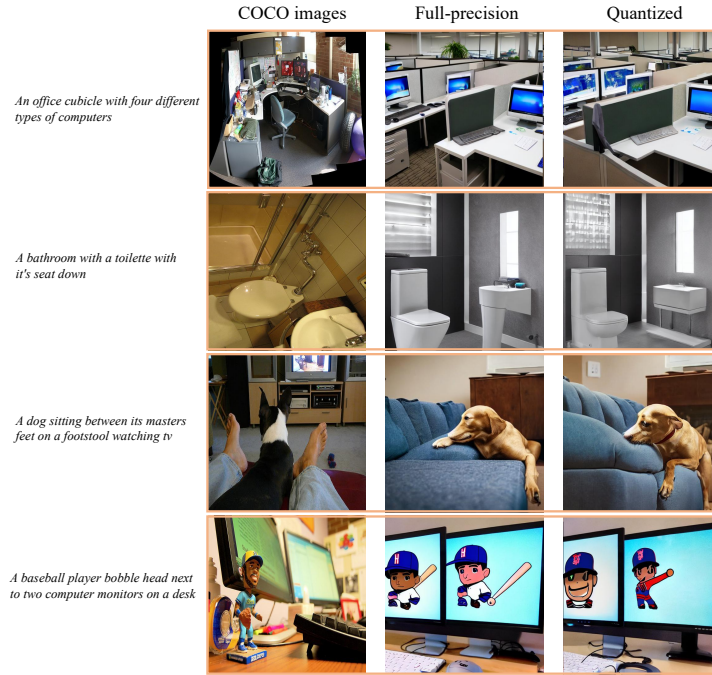 COCO images
Full-precision
Quantized
An office cubicle with four different
types of computers
A bathroom with a toilette with
it's seat down
A dog sitting between its masters
feet on a footstool watching tv
A baseball player bobble head next
to two computer monitors on a desk